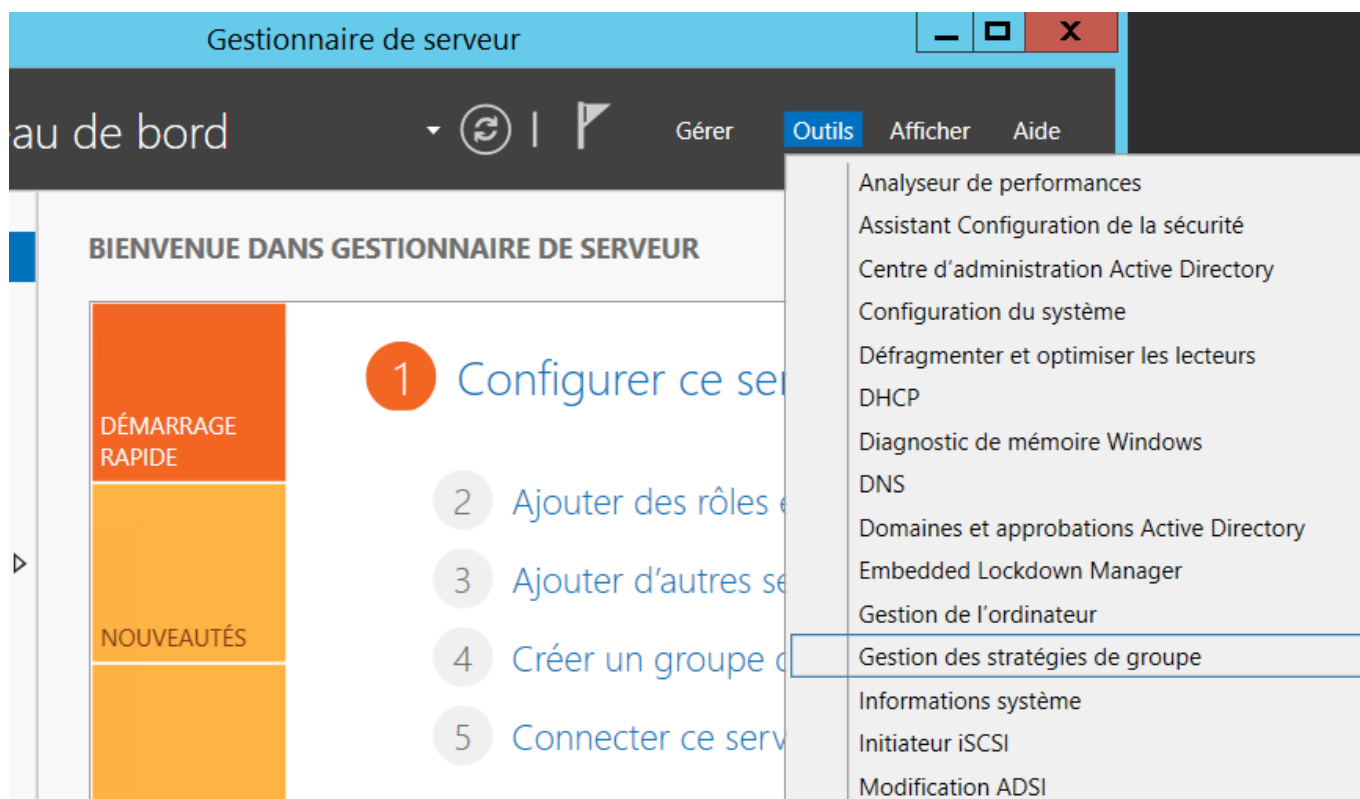 Gestionnaire de serveur
au de bord
Gérer Outils Afficher Aide
BIENVENUE DANS GESTIONNAIRE DE SERVEUR
DÉMARRAGE
RAPIDE
NOUVEAUTÉS
1 Configurer ce ser
2 Ajouter des rôles e
3 Ajouter d'autres se
4 Créer un groupe d
5 Connecter ce serv
Analyseur de performances
Assistant Configuration de la sécurité
Centre d'administration Active Directory
Configuration du système
Défragmenter et optimiser les lecteurs
DHCP
Diagnostic de mémoire Windows
DNS
Domaines et approbations Active Directory
Embedded Lockdown Manager
Gestion de l'ordinateur
Gestion des stratégies de groupe
Informations système
Initiateur iSCSI
Modification ADSI